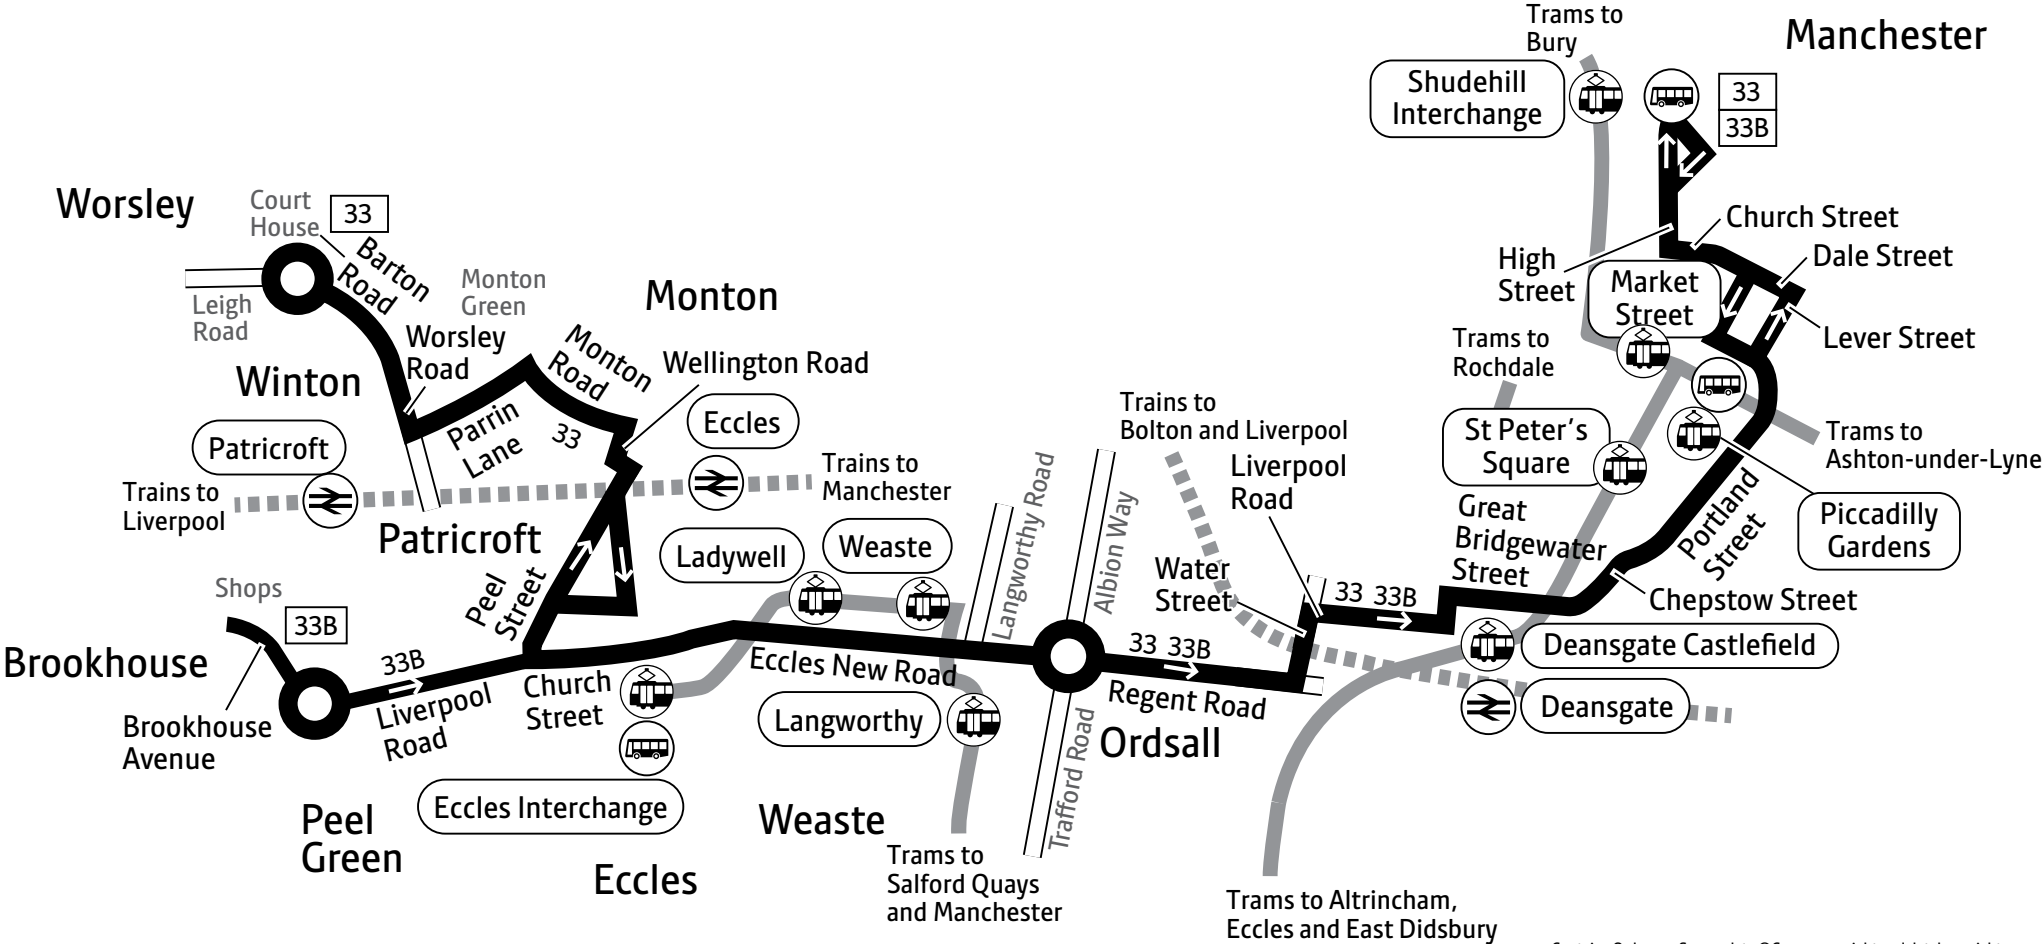 Trams to
Bury
Manchester
Shudehill
Interchange
33
33B
Worsley
Court
House
33
Barton
Road
Leigh
Road
Monton
Green
Monton
Worsley
Road
Monton
Road
Wellington Road
Winton
Parrin
Lane
33
Patricroft
Eccles
Trains to
Liverpool
Trains to
Manchester
Patricroft
Ladywell
Weaste
Peel
Street
Shops
33B
Brookhouse
33B
Liverpool
Road
Brookhouse
Avenue
Church
Street
Eccles New Road
Langworthy
Eccles Interchange
Peel
Green
Eccles
Weaste
Trams to
Salford Quays
and Manchester
Langworthy Road
Albion Way
Trafford Road
Trains to
Bolton and Liverpool
Liverpool
Road
Water
Street
33 33B
Regent Road
Ordsall
33 33B
Church Street
Dale Street
High
Street
Market
Street
Lever Street
Trams to
Rochdale
St Peter's
Square
Trams to
Ashton-under-Lyne
Great
Bridgewater
Street
Portland
Street
Piccadilly
Gardens
Chepstow Street
Deansgate Castlefield
Deansgate
Trams to Altrincham,
Eccles and East Didsbury